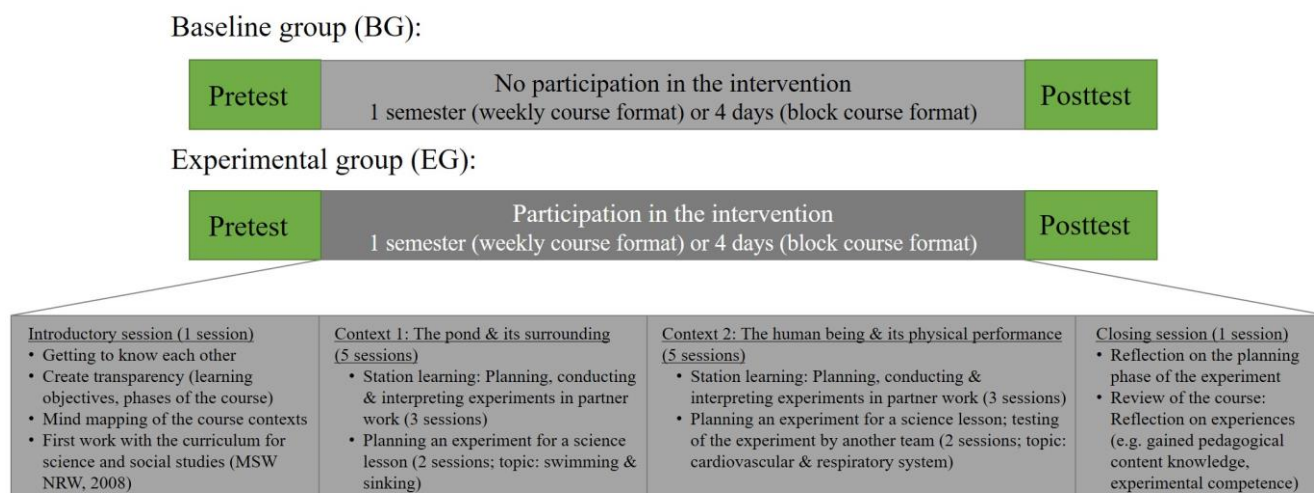 Baseline group (BG):
Pretest
No participation in the intervention
1 semester (weekly course format) or 4 days (block course format)
Posttest
Experimental group (EG):
Pretest
Participation in the intervention
1 semester (weekly course format) or 4 days (block course format)
Posttest
Introductory session (1 session)
• Getting to know each other
• Create transparency (learning
objectives, phases of the course)
• Mind mapping of the course contexts
• First work with the curriculum for
science and social studies (MSW
NRW, 2008)
Context 1: The pond & its surrounding
(5 sessions)
• Station learning: Planning, conducting
& interpreting experiments in partner
work (3 sessions)
• Planning an experiment for a science
lesson (2 sessions; topic: swimming &
sinking)
Context 2: The human being & its physical performance
(5 sessions)
• Station learning: Planning, conducting &
interpreting experiments in partner work (3 sessions)
• Planning an experiment for a science lesson; testing
of the experiment by another team (2 sessions; topic:
cardiovascular & respiratory system)
Closing session (1 session)
• Reflection on the planning
phase of the experiment
• Review of the course:
Reflection on experiences
(e.g. gained pedagogical
content knowledge,
experimental competence)